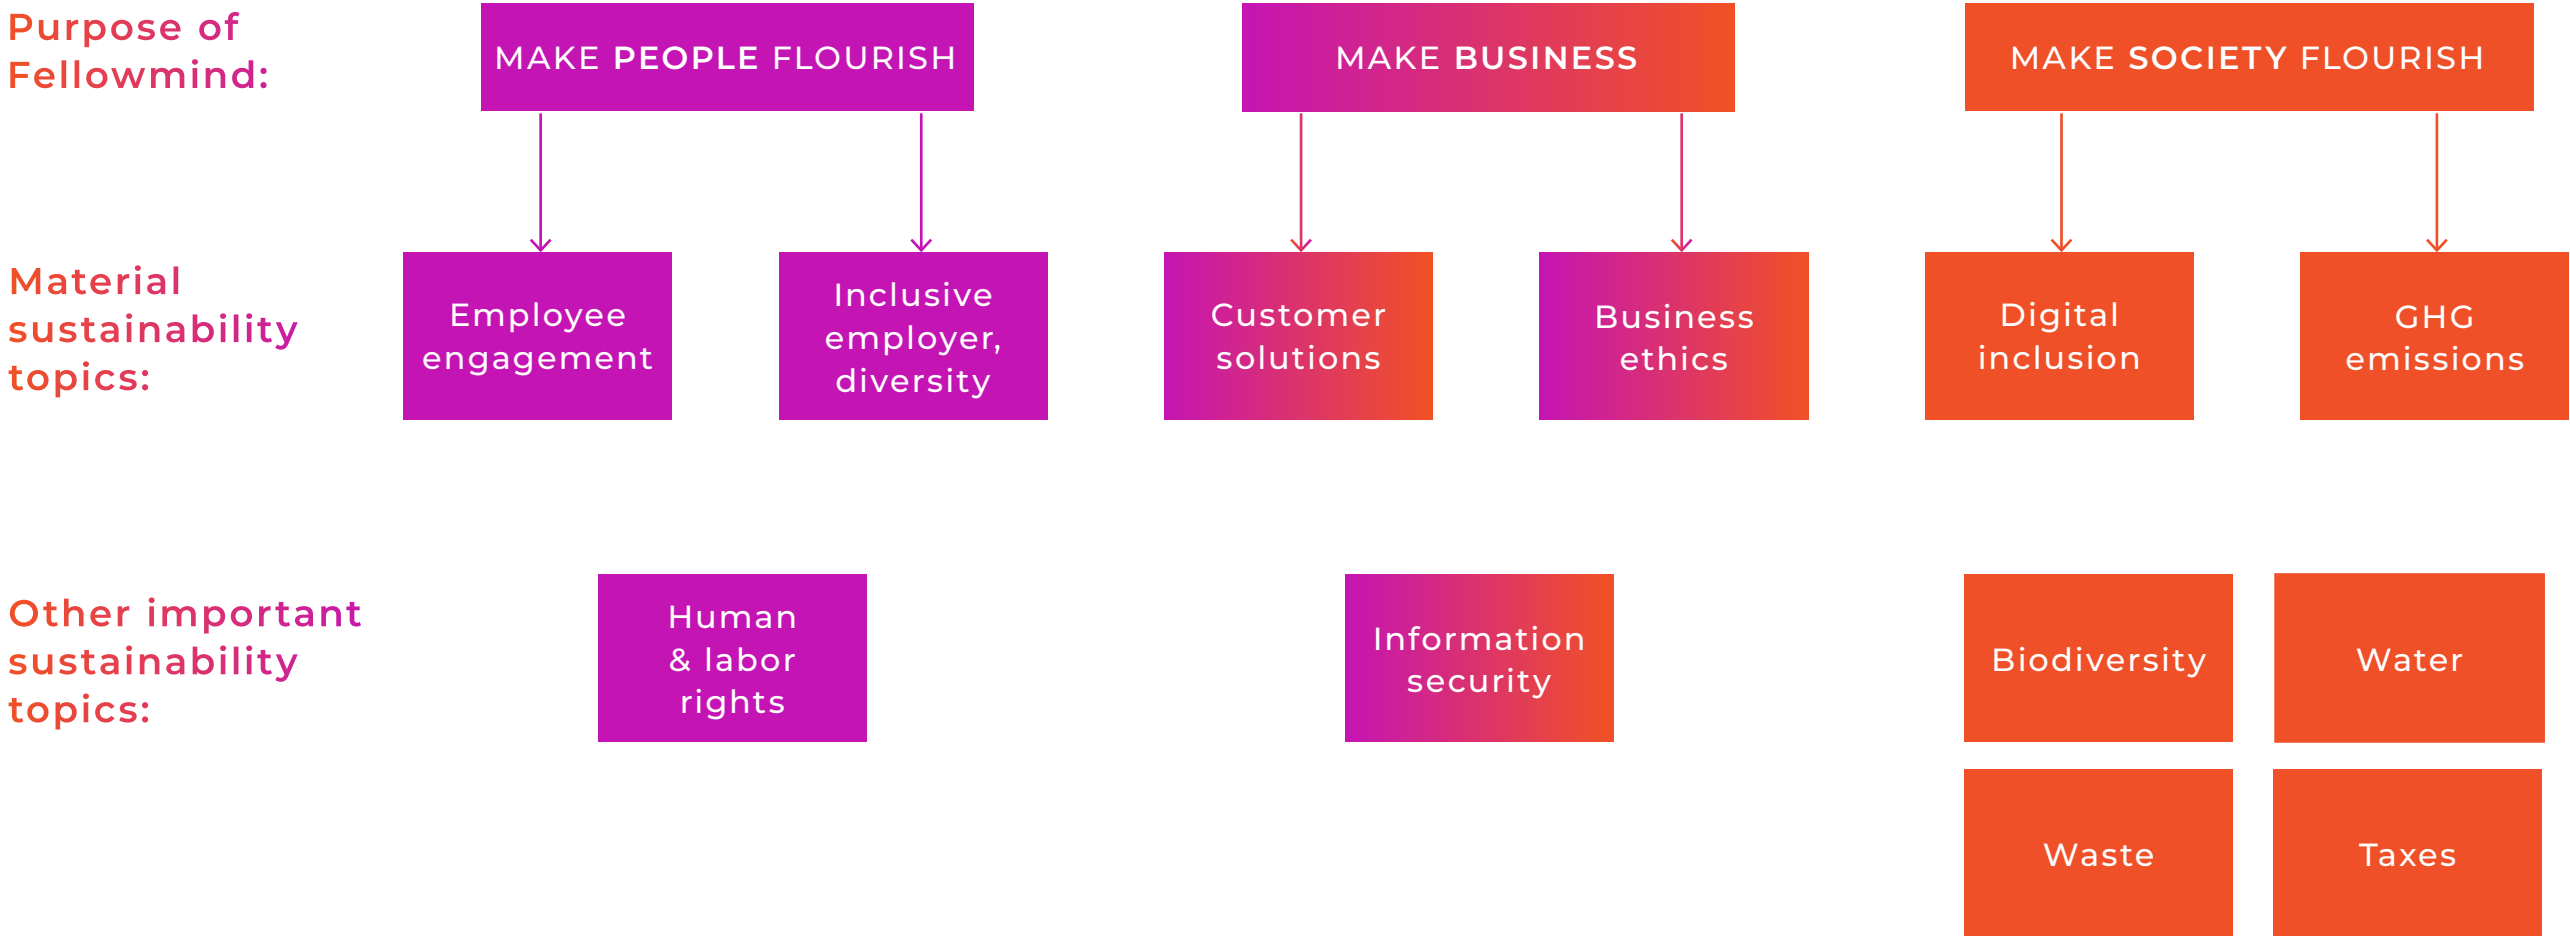 Purpose of
Fellowmind:
MAKE PEOPLE FLOURISH
MAKE BUSINESS
MAKE SOCIETY FLOURISH
Material
sustainability
topics:
Employee
engagement
Inclusive
employer,
diversity
Customer
solutions
Business
ethics
Digital
inclusion
GHG
emissions
Other important
sustainability
topics:
Human
& labor
rights
Information
security
Biodiversity
Water
Waste
Taxes